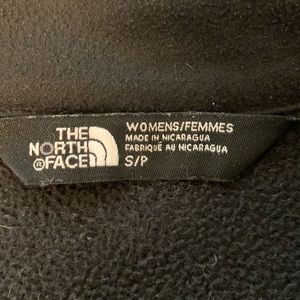 THE
NORTH
®FACE
WOMENS/FEMMES
MADE IN NICARAGUA
FABRIQUÉ AU NICARAGUA
S/P